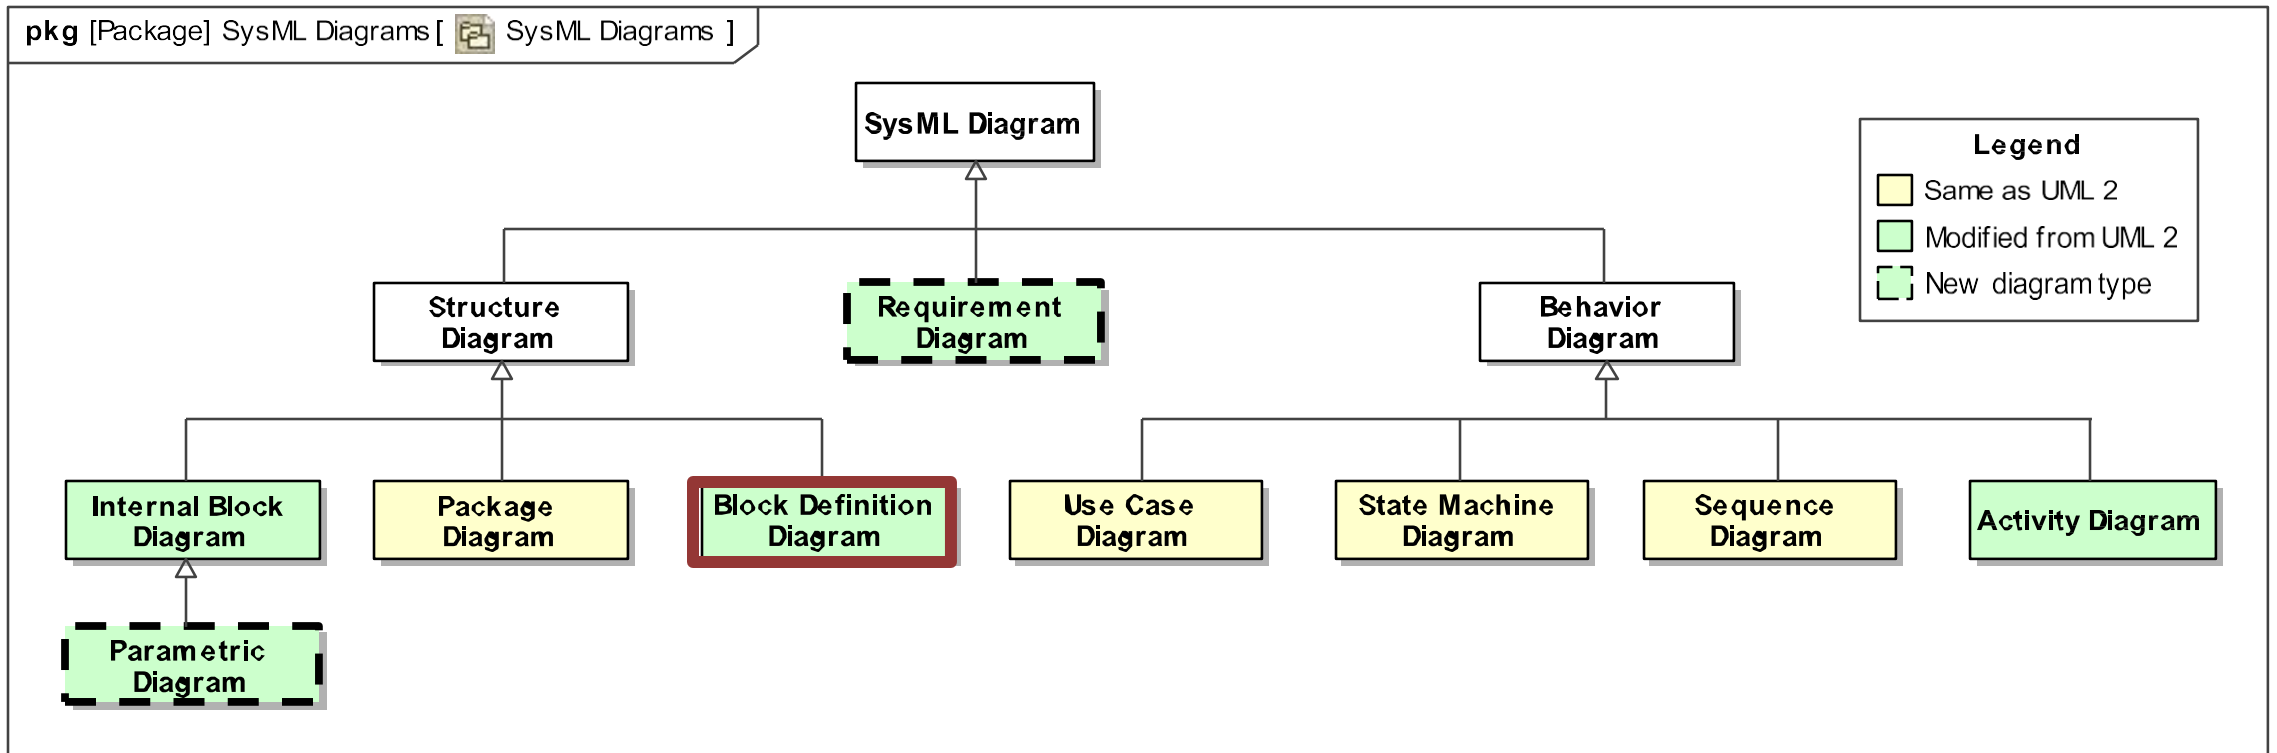 pkg [Package] SysML Diagrams [ SysML Diagrams ]
SysML Diagram
Legend
Same as UML 2
Modified from UML 2
New diagram type
Structure
Diagram
Requirement
Diagram
Behavior
Diagram
Internal Block
Diagram
Package
Diagram
Block Definition
Diagram
Use Case
Diagram
State Machine
Diagram
Sequence
Diagram
Activity Diagram
Parametric
Diagram